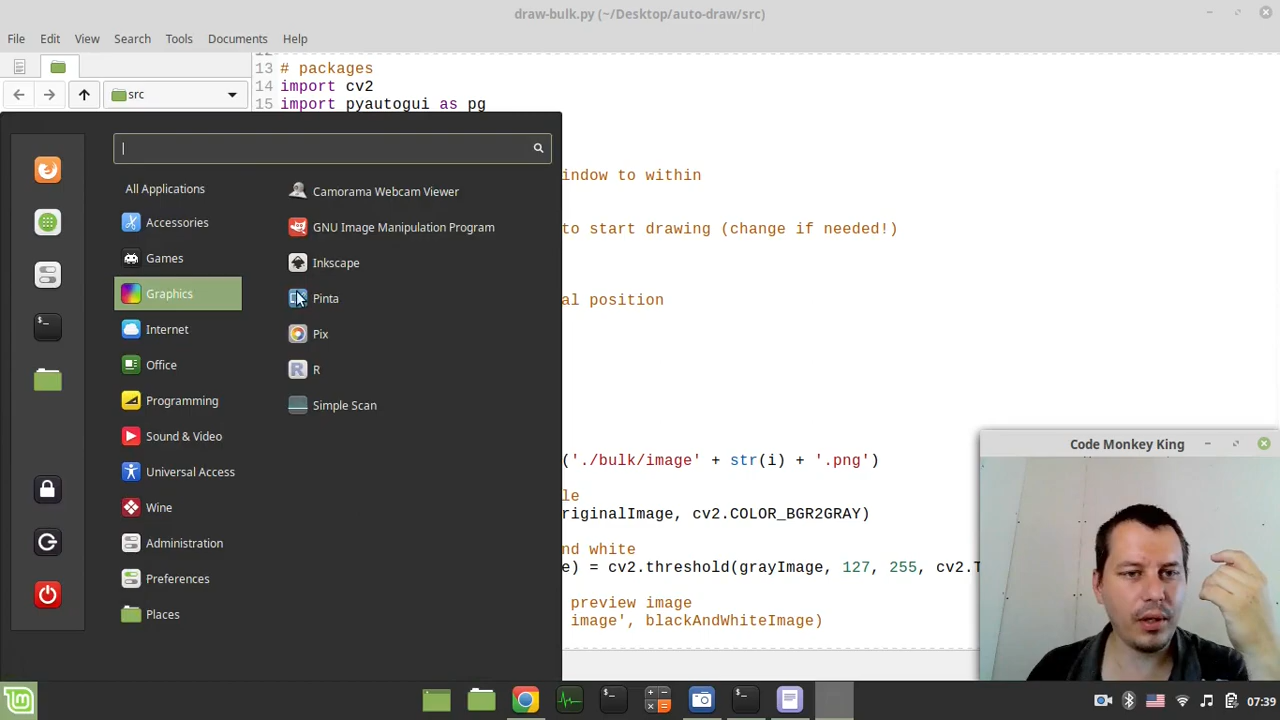 draw-bulk.py (~/Desktop/auto-draw/src)
File Edit View Search Tools Documents Help
src
13 # packages
14 import cv2
15 import pyautogui as pg
indow to within
to start drawing (change if needed!)
al position
('./bulk/image' + str(i) + '.png')
le
riginalImage, cv2.COLOR_BGR2GRAY)
nd white
e) = cv2.threshold(grayImage, 127, 255, cv2.T
preview image
image', blackAndWhiteImage)
All Applications
Accessories
Games
Graphics
Internet
Office
Programming
Sound & Video
Universal Access
Wine
Administration
Preferences
Places
Camorama Webcam Viewer
GNU Image Manipulation Program
Inkscape
Pinta
Pix
R
Simple Scan
Code Monkey King
07:39